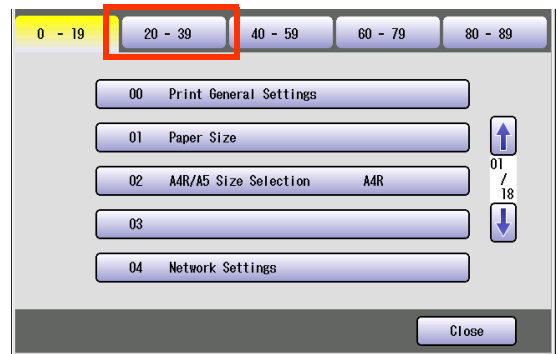 0 - 19 20 - 39 40 - 59 60 - 79 80 - 89
00 Print General Settings
01 Paper Size
02 A4R/A5 Size Selection A4R
03
04 Network Settings
01
/
18
Close